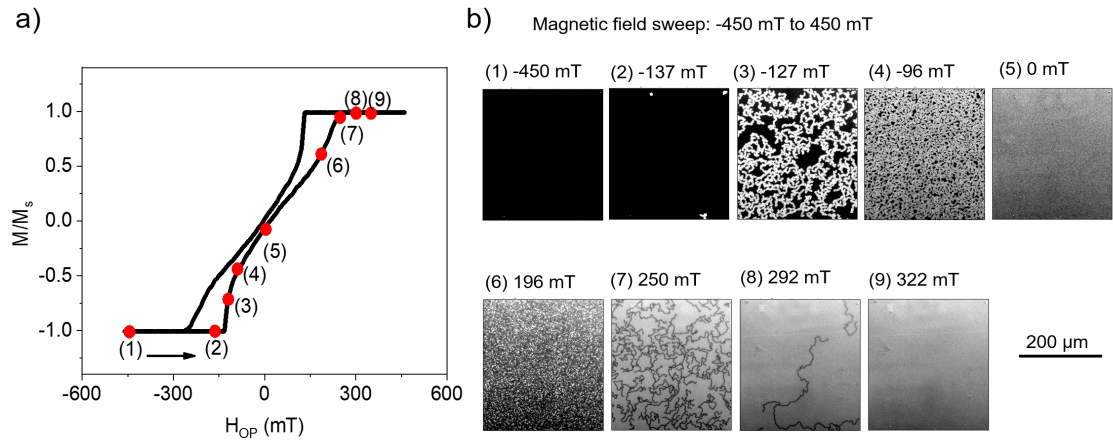 a)
M/Mₛ
1.0
0.5
0.0
-0.5
-1.0
(1)
(2)
(3)
(4)
(5)
(6)
(7)
(8)
(9)
-600
-300
0
300
600
H_OP (mT)
b)
Magnetic field sweep: -450 mT to 450 mT
(1) -450 mT
(2) -137 mT
(3) -127 mT
(4) -96 mT
(5) 0 mT
(6) 196 mT
(7) 250 mT
(8) 292 mT
(9) 322 mT
200 µm